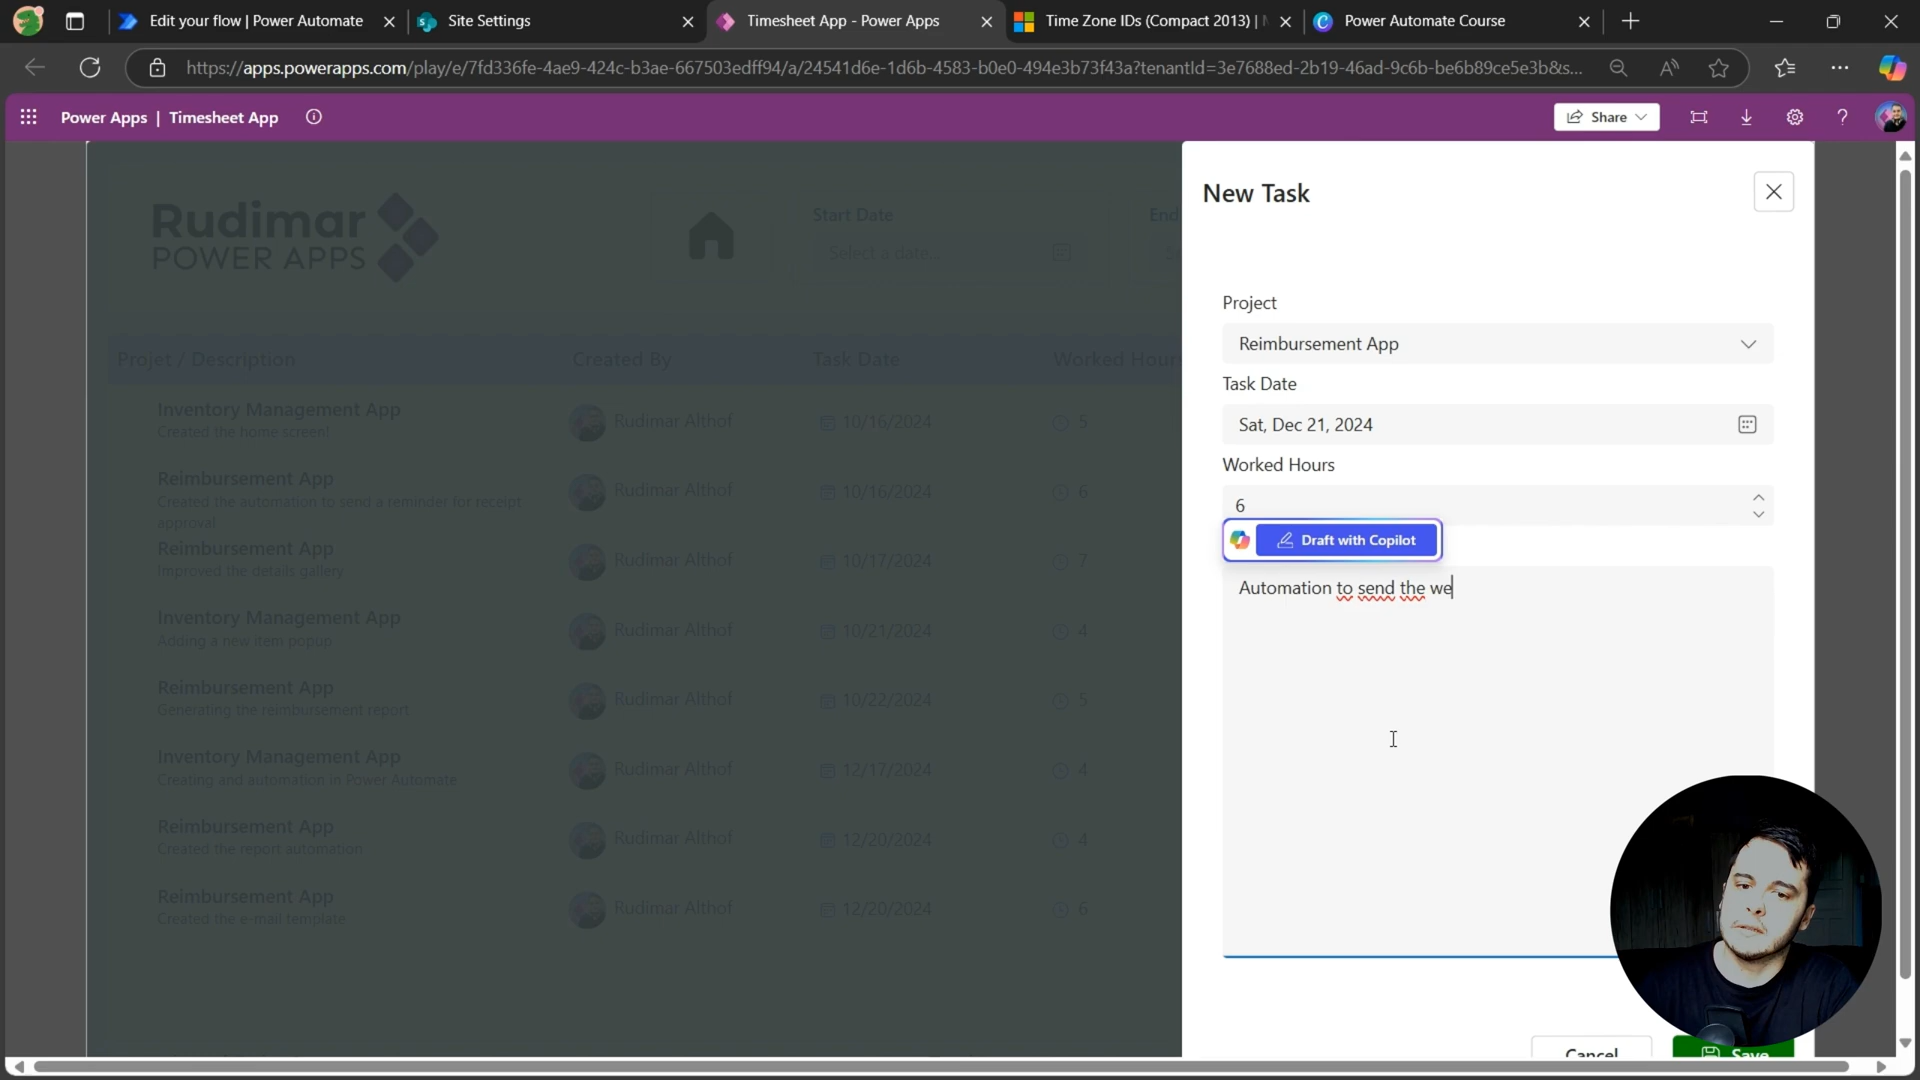 Edit your flow | Power Automate
Site Settings
Timesheet App - Power Apps
Time Zone IDs (Compact 2013) |
Power Automate Course
https://apps.powerapps.com/play/e/7fd336fe-4ae9-424c-b3ae-667503edff94/a/24541d6e-1d6b-4583-b0e0-494e3b73f43a?tenantId=3e7688ed-2b19-46ad-9c6b-be6b89ce5e3b&s...
Power Apps | Timesheet App
Share
Rudimar
POWER APPS
Start Date
End
Select a date...
Projet / Description
Created By
Task Date
Worked Hours
Inventory Management App
Created the home screen!
Rudimar Althof
10/16/2024
5
Reimbursement App
Created the automation to send a reminder for receipt
approval
Rudimar Althof
10/16/2024
6
Reimbursement App
Improved the details gallery
Rudimar Althof
10/17/2024
7
Inventory Management App
Adding a new item popup
Rudimar Althof
10/21/2024
4
Reimbursement App
Generating the reimbursement report
Rudimar Althof
10/22/2024
5
Inventory Management App
Creating and automation in Power Automate
Rudimar Althof
12/17/2024
4
Reimbursement App
Created the report automation
Rudimar Althof
12/20/2024
4
Reimbursement App
Created the e-mail template
Rudimar Althof
12/20/2024
6
New Task
Project
Reimbursement App
Task Date
Sat, Dec 21, 2024
Worked Hours
6
Draft with Copilot
Automation to send the we
Cancel
Save